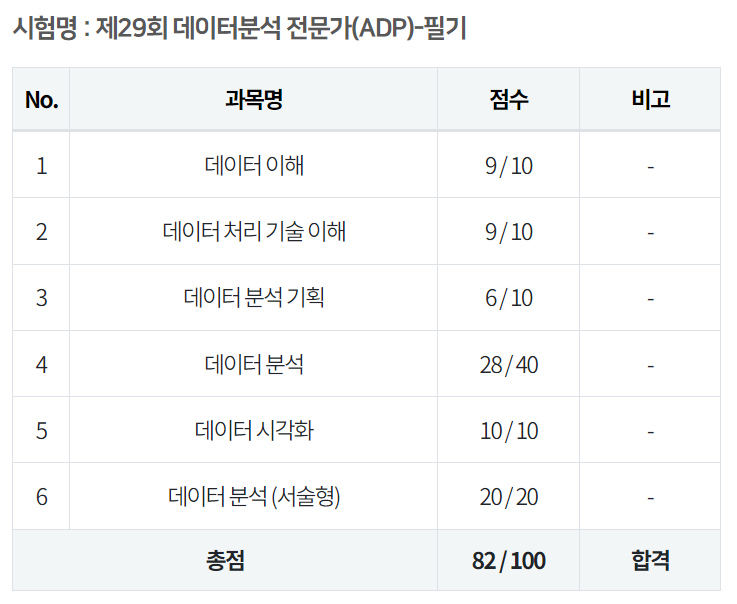 시험명 : 제29회 데이터분석 전문가(ADP)-필기
No. 과목명 점수 비고
1 데이터 이해 9 / 10 -
2 데이터 처리 기술 이해 9 / 10 -
3 데이터 분석 기획 6 / 10 -
4 데이터 분석 28 / 40 -
5 데이터 시각화 10 / 10 -
6 데이터 분석 (서술형) 20 / 20 -
총점 82 / 100 합격